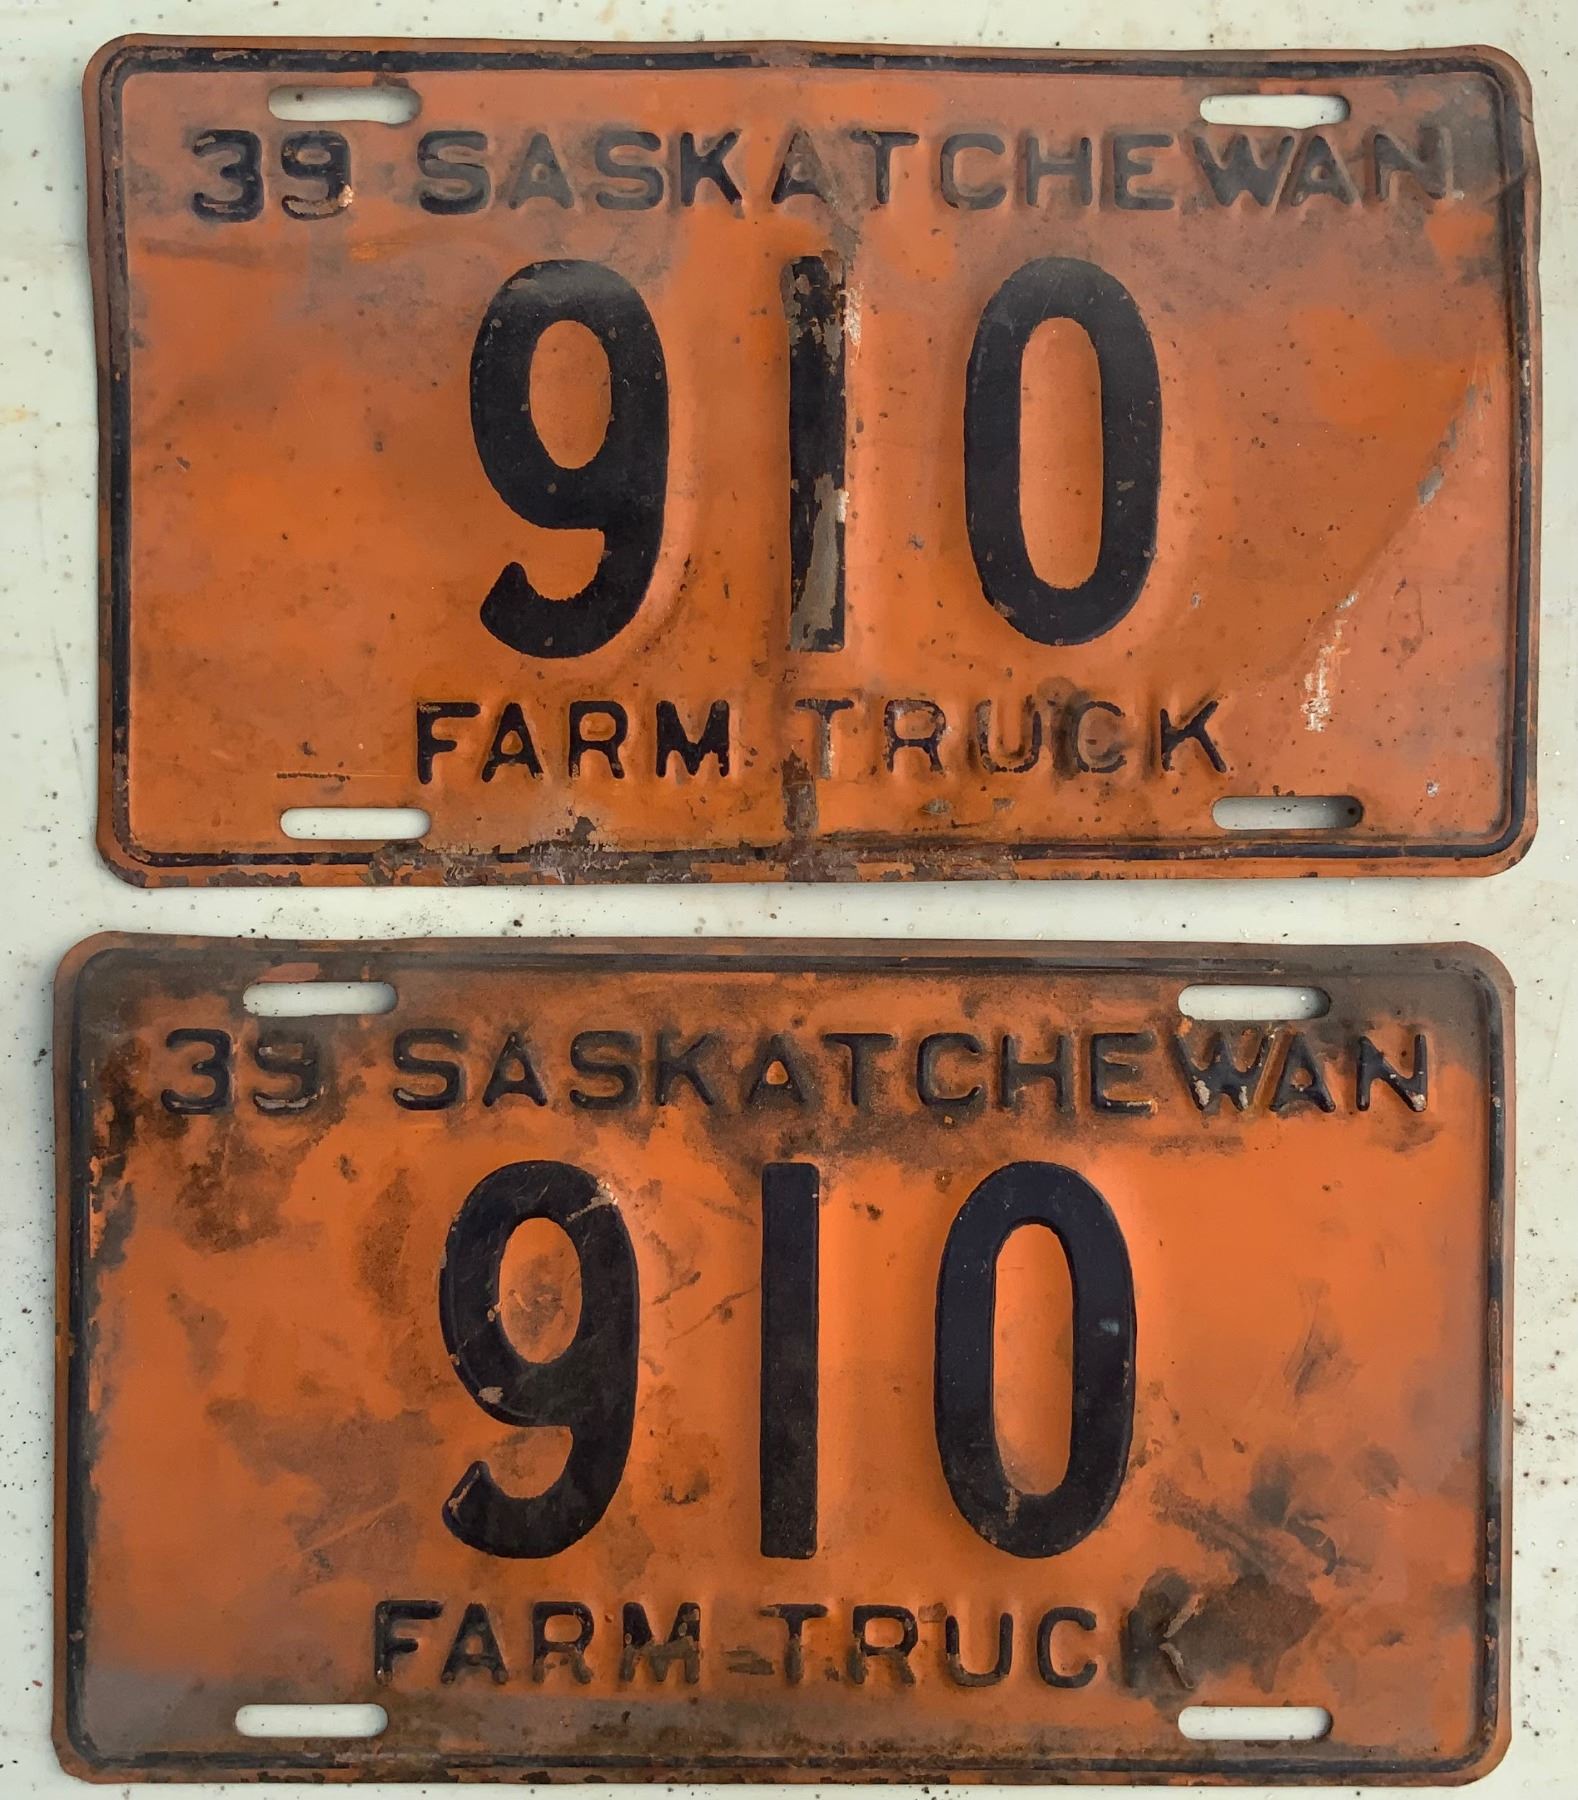 39 SASKATCHEWAN
910
FARM TRUCK
39 SASKATCHEWAN
910
FARM TRUCK